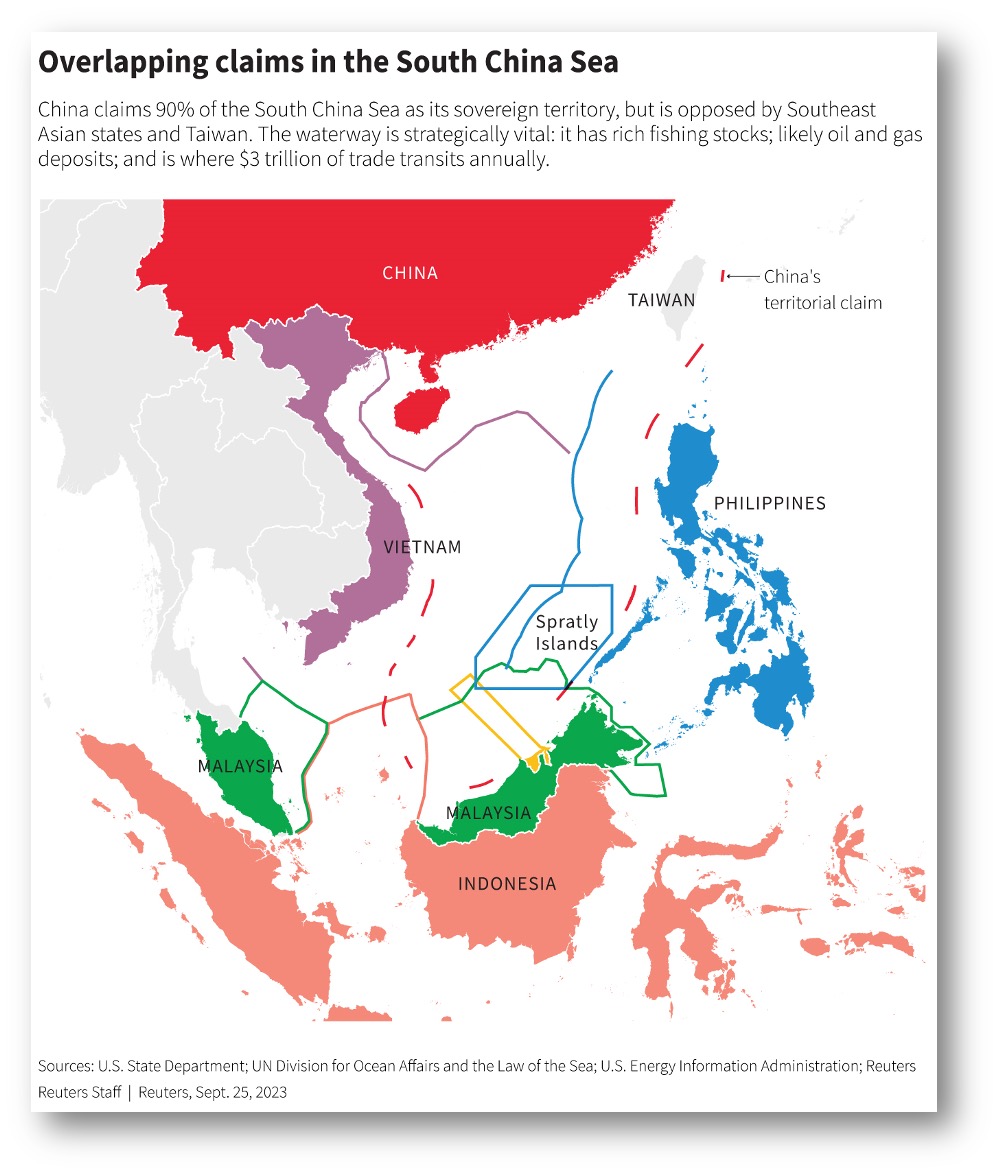 Overlapping claims in the South China Sea
China claims 90% of the South China Sea as its sovereign territory, but is opposed by Southeast
Asian states and Taiwan. The waterway is strategically vital: it has rich fishing stocks; likely oil and gas
deposits; and is where $3 trillion of trade transits annually.
CHINA
TAIWAN
China's
territorial claim
PHILIPPINES
VIETNAM
Spratly
Islands
MALAYSIA
MALAYSIA
INDONESIA
Sources: U.S. State Department; UN Division for Ocean Affairs and the Law of the Sea; U.S. Energy Information Administration; Reuters
Reuters Staff | Reuters, Sept. 25, 2023